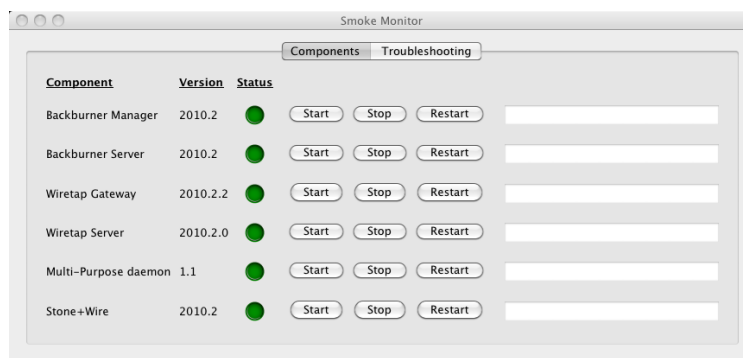 Smoke Monitor
Components Troubleshooting
Component Version Status
Backburner Manager 2010.2 Start Stop Restart
Backburner Server 2010.2 Start Stop Restart
Wiretap Gateway 2010.2.2 Start Stop Restart
Wiretap Server 2010.2.0 Start Stop Restart
Multi-Purpose daemon 1.1 Start Stop Restart
Stone+Wire 2010.2 Start Stop Restart